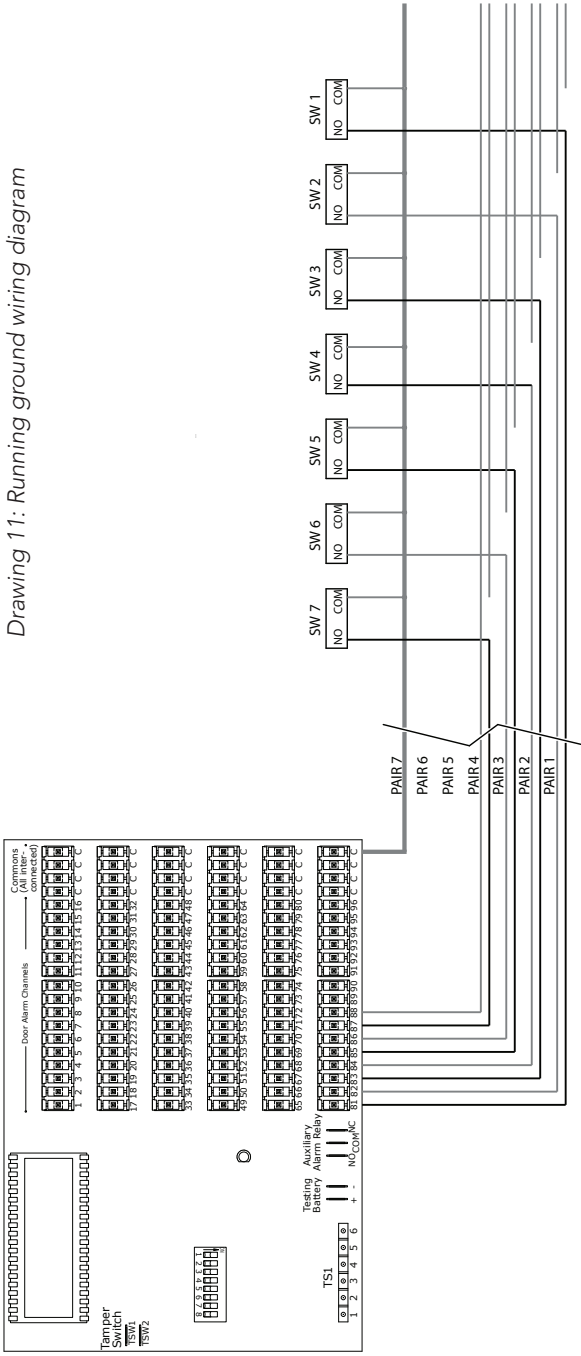 Drawing 11: Running ground wiring diagram
SW 1
NO COM
SW 2
NO COM
SW 3
NO COM
SW 4
NO COM
SW 5
NO COM
SW 6
NO COM
SW 7
NO COM
PAIR 7
PAIR 6
PAIR 5
PAIR 4
PAIR 3
PAIR 2
PAIR 1
Door Alarm Channels
Commons
(All inter-
connected)
1 2 3 4 5 6 7 8 9 10 11 12 13 14 15 16 C C C C
17 18 19 20 21 22 23 24 25 26 27 28 29 30 31 32 C C C C
33 34 35 36 37 38 39 40 41 42 43 44 45 46 47 48 C C C C
49 50 51 52 53 54 55 56 57 58 59 60 61 62 63 64 C C C C
65 66 67 68 69 70 71 72 73 74 75 76 77 78 79 80 C C C C
81 82 83 84 85 86 87 88 89 90 91 92 93 94 95 96 C C C C
Tamper
Switch
TSW1
TSW2
1 2 3 4 5 6 7 8
TS1
1 2 3 4 5 6
Testing
Battery
+ -
Auxiliary
Alarm Relay
NO COM NC